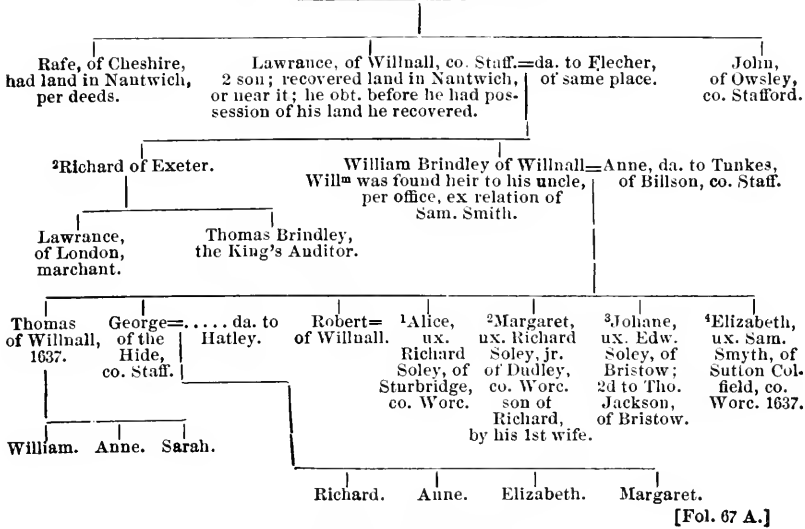 Rafe, of Cheshire,
had land in Nantwich,
per deeds.
Lawrance, of Willnall, co. Staff.=da. to Flecher,
2 son; recovered land in Nantwich, of same place.
or near it; he obt. before he had pos-
session of his land he recovered.
John,
of Owsley,
co. Stafford.
²Richard of Exeter.
William Brindley of Willnall=Anne, da. to Tunkes,
Willᵐ was found heir to his uncle, of Billson, co. Staff.
per office, ex relation of
Sam. Smith.
Lawrance,
of London,
marchant.
Thomas Brindley,
the King's Auditor.
Thomas
of Willnall,
1637.
George=..... da. to
of the Hatley.
Hide,
co. Staff.
Robert=
of Willnall.
¹Alice,
ux.
Richard
Soley, of
Sturbridge,
co. Worc.
²Margaret,
ux. Richard
Soley, jr.
of Dudley,
co. Worc.
son of
Richard,
by his 1st wife.
³Johane,
ux. Edw.
Soley, of
Bristow;
2d to Tho.
Jackson,
of Bristow.
⁴Elizabeth,
ux. Sam.
Smyth, of
Sutton Col-
field, co.
Worc. 1637.
William. Anne. Sarah.
Richard. Anne. Elizabeth. Margaret.
[Fol. 67 A.]